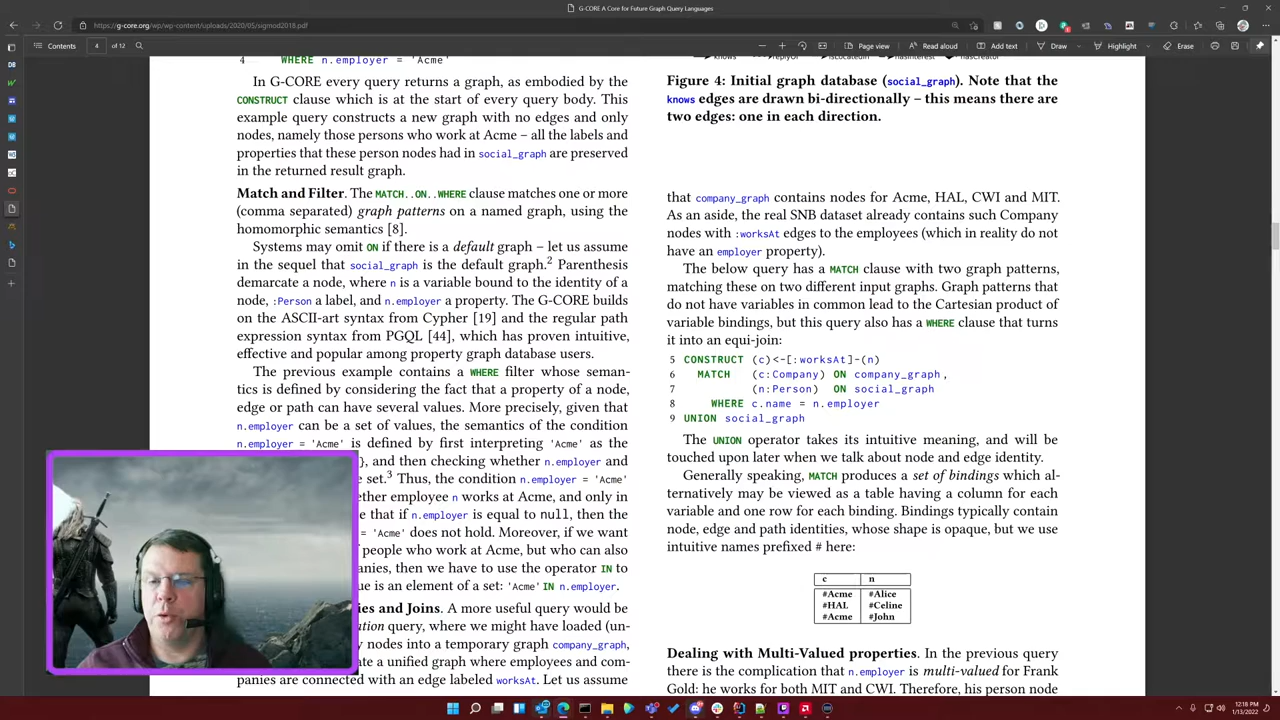 G-CORE A Core for Future Graph Query Languages
https://g-core.org/wp/wp-content/uploads/2020/05/sigmod2018.pdf
Contents 4 of 12 Page view Read aloud Add text Draw Highlight Erase
4 WHERE n.employer = 'Acme'
In G-CORE every query returns a graph, as embodied by the
CONSTRUCT clause which is at the start of every query body. This
example query constructs a new graph with no edges and only
nodes, namely those persons who work at Acme – all the labels and
properties that these person nodes had in social_graph are preserved
in the returned result graph.
Match and Filter. The MATCH..ON..WHERE clause matches one or more
(comma separated) graph patterns on a named graph, using the
homomorphic semantics [8].
Systems may omit ON if there is a default graph – let us assume
in the sequel that social_graph is the default graph.2 Parenthesis
demarcate a node, where n is a variable bound to the identity of a
node, :Person a label, and n.employer a property. The G-CORE builds
on the ASCII-art syntax from Cypher [19] and the regular path
expression syntax from PGQL [44], which has proven intuitive,
effective and popular among property graph database users.
The previous example contains a WHERE filter whose seman-
tics is defined by considering the fact that a property of a node,
edge or path can have several values. More precisely, given that
n.employer can be a set of values, the semantics of the condition
n.employer = 'Acme' is defined by first interpreting 'Acme' as the
}, and then checking whether n.employer and
e set.3 Thus, the condition n.employer = 'Acme'
ether employee n works at Acme, and only in
e that if n.employer is equal to null, then the
= 'Acme' does not hold. Moreover, if we want
f people who work at Acme, but who can also
anies, then we have to use the operator IN to
ue is an element of a set: 'Acme' IN n.employer.
ies and Joins. A more useful query would be
ation query, where we might have loaded (un-
y nodes into a temporary graph company_graph,
ate a unified graph where employees and com-
panies are connected with an edge labeled worksAt. Let us assume
knows replyOf isLocatedIn hasInterest hasCreator
Figure 4: Initial graph database (social_graph). Note that the
knows edges are drawn bi-directionally – this means there are
two edges: one in each direction.
that company_graph contains nodes for Acme, HAL, CWI and MIT.
As an aside, the real SNB dataset already contains such Company
nodes with :worksAt edges to the employees (which in reality do not
have an employer property).
The below query has a MATCH clause with two graph patterns,
matching these on two different input graphs. Graph patterns that
do not have variables in common lead to the Cartesian product of
variable bindings, but this query also has a WHERE clause that turns
it into an equi-join:
5 CONSTRUCT (c)<-[:worksAt]-(n)
6 MATCH (c:Company) ON company_graph,
7 (n:Person) ON social_graph
8 WHERE c.name = n.employer
9 UNION social_graph
The UNION operator takes its intuitive meaning, and will be
touched upon later when we talk about node and edge identity.
Generally speaking, MATCH produces a set of bindings which al-
ternatively may be viewed as a table having a column for each
variable and one row for each binding. Bindings typically contain
node, edge and path identities, whose shape is opaque, but we use
intuitive names prefixed # here:
c n
#Acme #Alice
#HAL #Celine
#Acme #John
Dealing with Multi-Valued properties. In the previous query
there is the complication that n.employer is multi-valued for Frank
Gold: he works for both MIT and CWI. Therefore, his person node
12:18 PM
1/13/2022